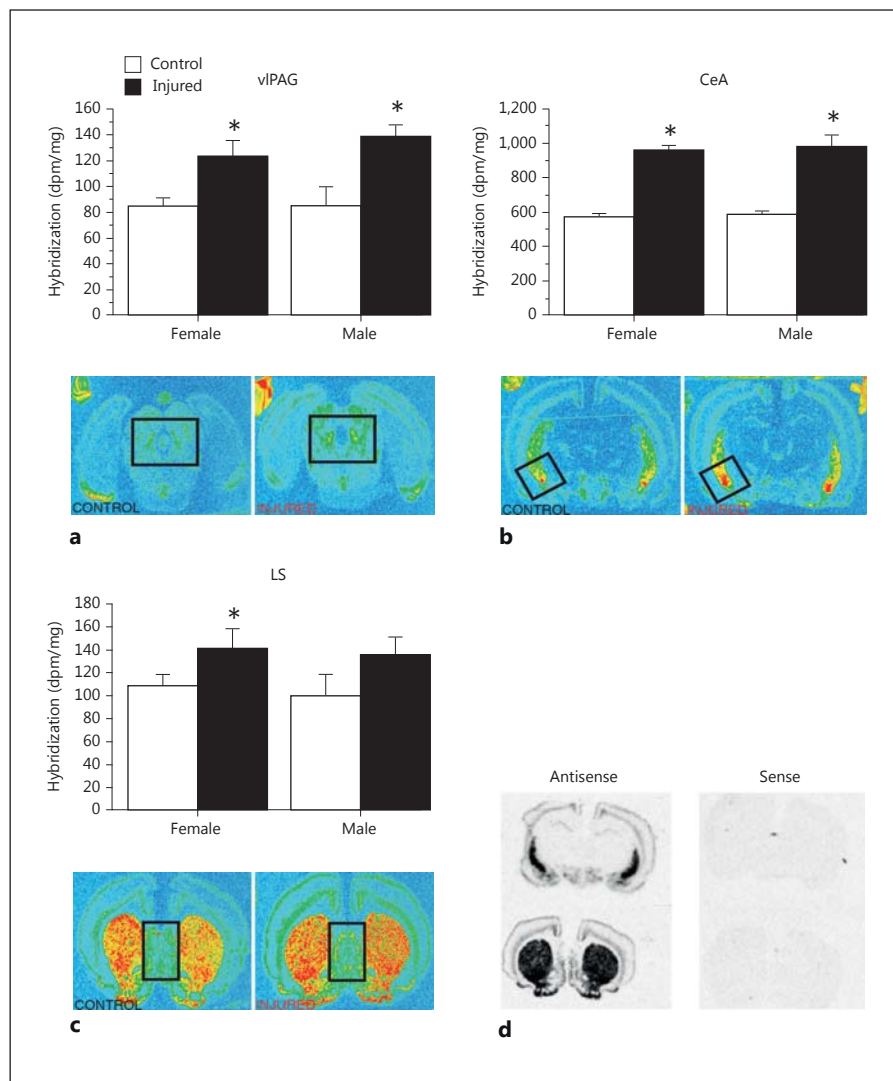 Control
Injured
vlPAG
Hybridization (dpm/mg)
160
140
120
100
80
60
40
20
0
*
*
Female
Male
CONTROL
INJURED
a
CeA
Hybridization (dpm/mg)
1,200
1,000
800
600
400
200
0
*
*
Female
Male
CONTROL
INJURED
b
LS
Hybridization (dpm/mg)
180
160
140
120
100
80
60
40
20
0
*
Female
Male
CONTROL
INJURED
c
Antisense
Sense
d